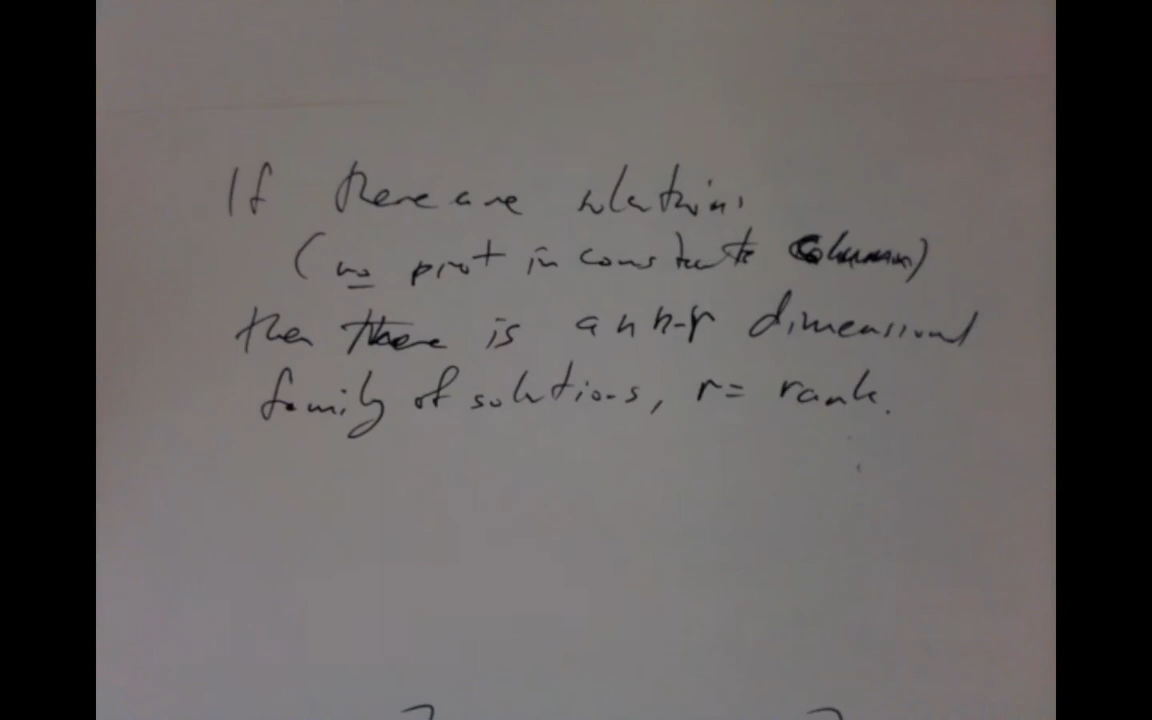 If there are solutions
(no pivot in constants column)
then there is an n-r dimensional
family of solutions, r = rank.